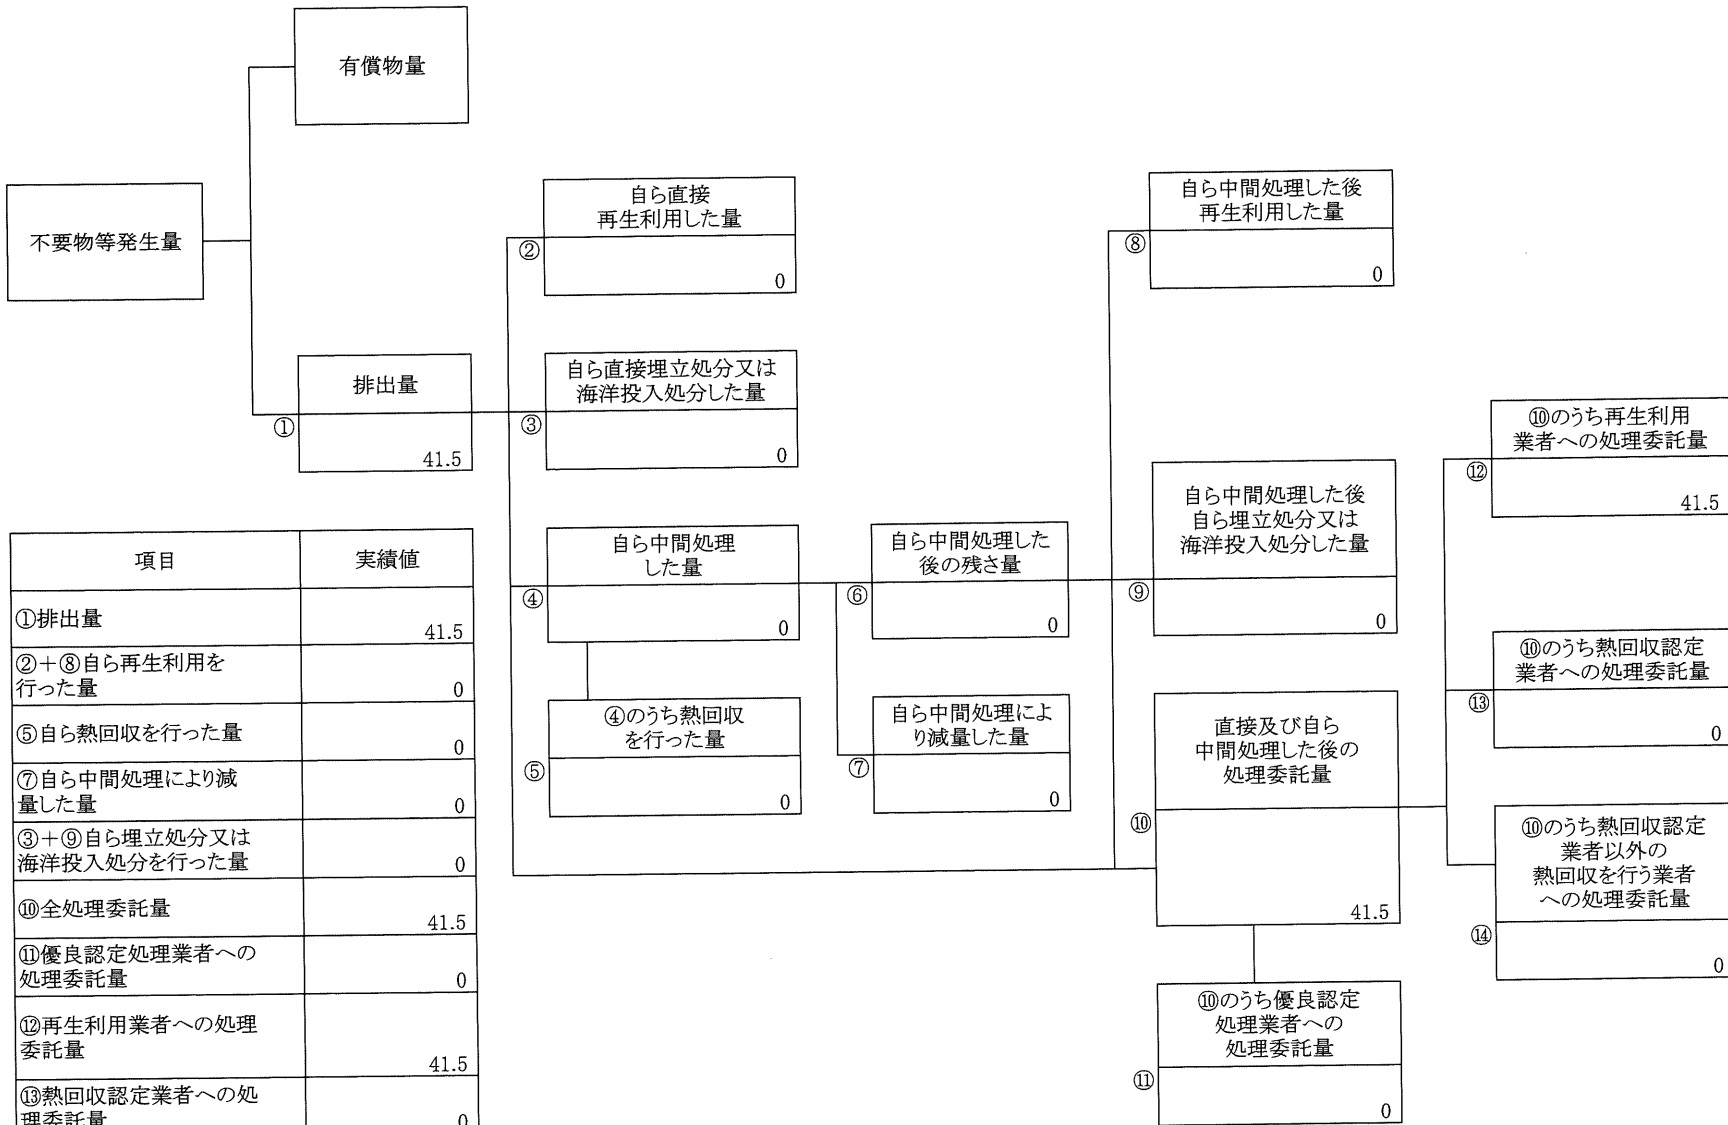 有償物量
不要物等発生量
排出量
①
41.5
自ら直接
再生利用した量
②
0
自ら直接埋立処分又は
海洋投入処分した量
③
0
自ら中間処理
した量
④
0
④のうち熱回収
を行った量
⑤
0
自ら中間処理した
後の残さ量
⑥
0
自ら中間処理によ
り減量した量
⑦
0
自ら中間処理した後
再生利用した量
⑧
0
自ら中間処理した後
自ら埋立処分又は
海洋投入処分した量
⑨
0
直接及び自ら
中間処理した後の
処理委託量
⑩
41.5
⑩のうち優良認定
処理業者への
処理委託量
⑪
0
⑩のうち再生利用
業者への処理委託量
⑫
41.5
⑩のうち熱回収認定
業者への処理委託量
⑬
0
⑩のうち熱回収認定
業者以外の
熱回収を行う業者
への処理委託量
⑭
0
項目 実績値
①排出量
41.5
②+⑧自ら再生利用を
行った量 0
⑤自ら熱回収を行った量
0
⑦自ら中間処理により減
量した量 0
③+⑨自ら埋立処分又は
海洋投入処分を行った量 0
⑩全処理委託量
41.5
⑪優良認定処理業者への
処理委託量 0
⑫再生利用業者への処理
委託量
41.5
⑬熱回収認定業者への処
理委託量 0